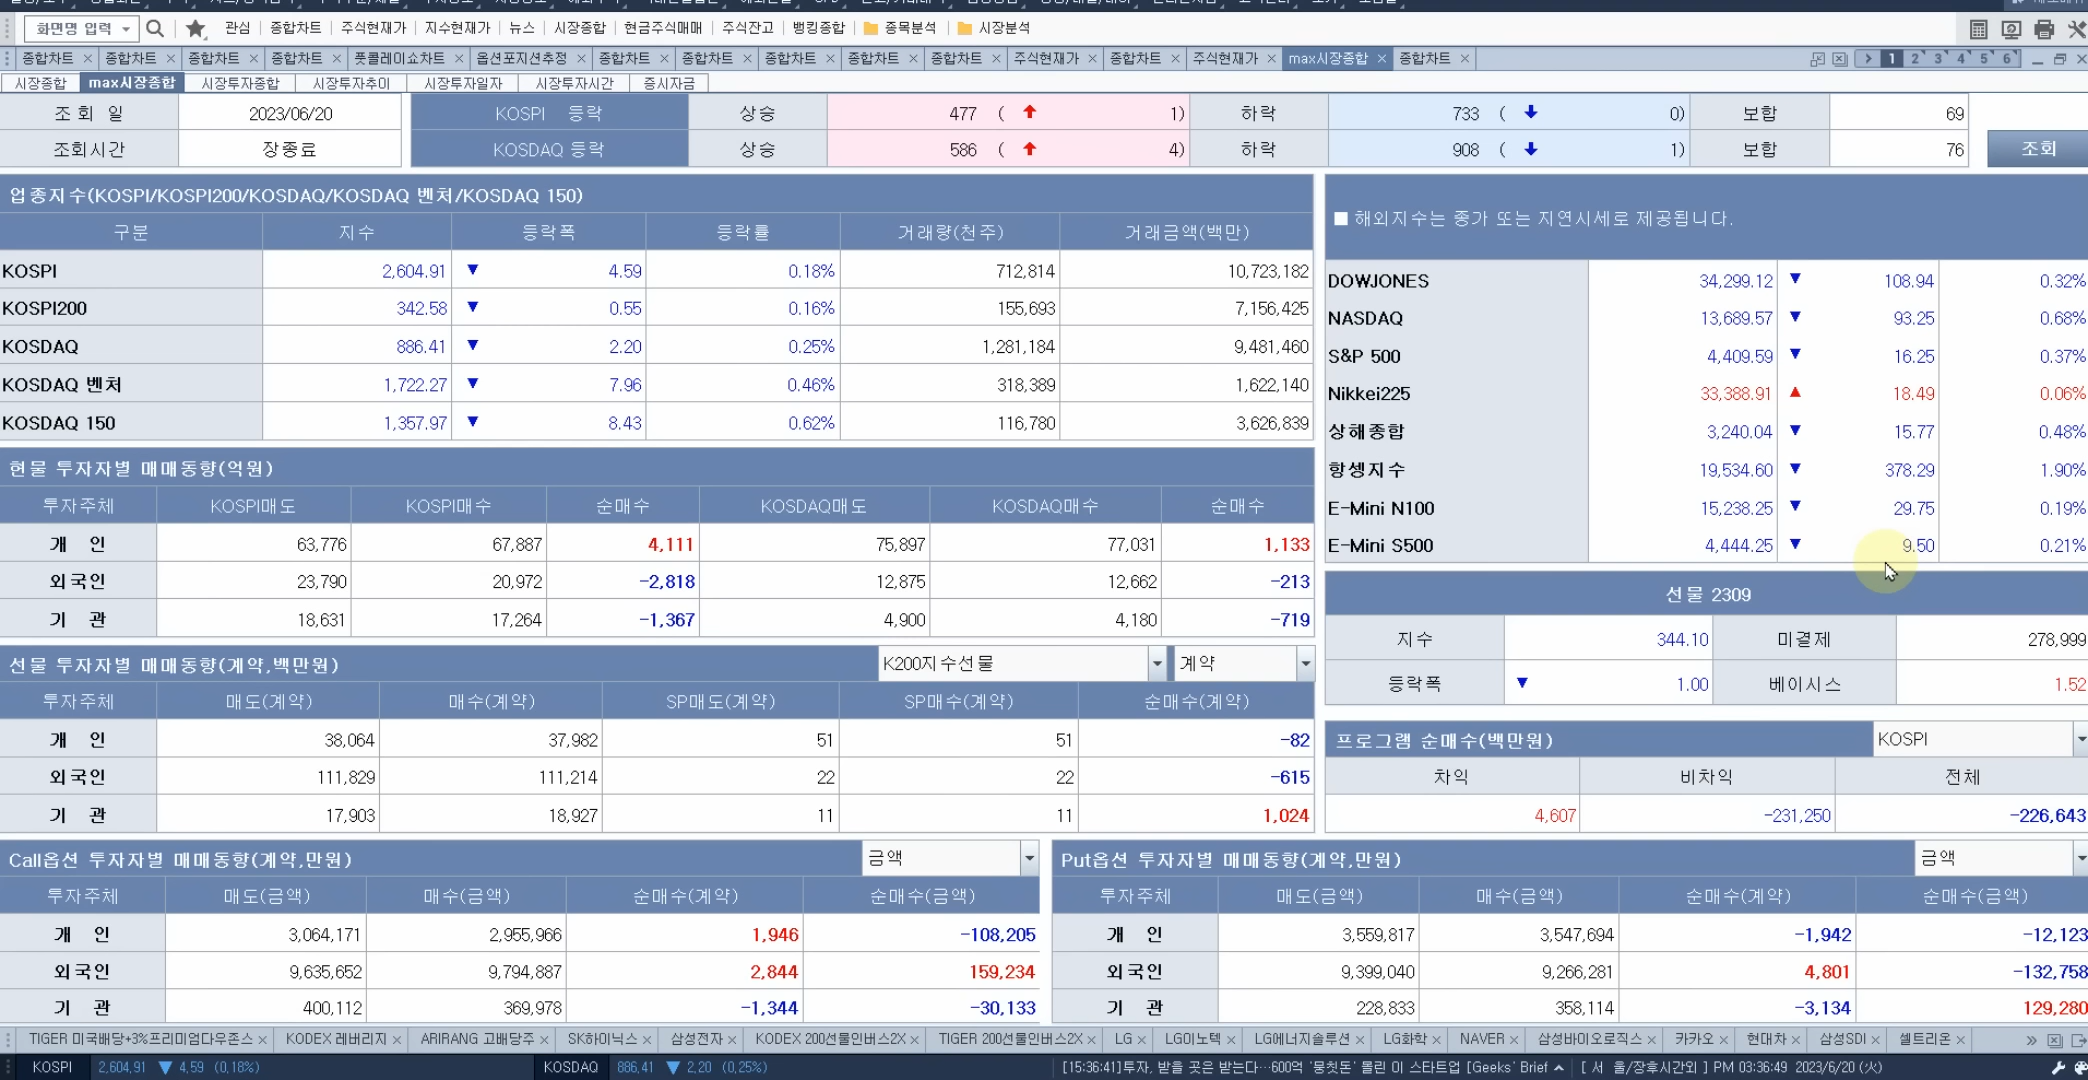 화면명 입력 관심 종합차트 주식현재가 지수현재가 뉴스 시장종합 현금주식매매 주식잔고 뱅킹종합 종목분석 시장분석
종합차트 종합차트 종합차트 종합차트 풋콜레이쇼차트 옵션포지션추정 종합차트 종합차트 종합차트 종합차트 종합차트 주식현재가 종합차트 주식현재가 max시장종합 종합차트 1 2 3 4 5 6
시장종합 max시장종합 시장투자종합 시장투자추이 시장투자일자 시장투자시간 증시자금
조 회 일 2023/06/20 KOSPI 등락 상승 477 ( 1) 하락 733 ( 0) 보합 69
조회시간 장종료 KOSDAQ 등락 상승 586 ( 4) 하락 908 ( 1) 보합 76 조회
업종지수(KOSPI/KOSPI200/KOSDAQ/KOSDAQ 벤처/KOSDAQ 150)
구분 지수 등락폭 등락률 거래량(천주) 거래금액(백만)
KOSPI 2,604.91 ▼ 4.59 0.18% 712,814 10,723,182
KOSPI200 342.58 ▼ 0.55 0.16% 155,693 7,156,425
KOSDAQ 886.41 ▼ 2.20 0.25% 1,281,184 9,481,460
KOSDAQ 벤처 1,722.27 ▼ 7.96 0.46% 318,389 1,622,140
KOSDAQ 150 1,357.97 ▼ 8.43 0.62% 116,780 3,626,839
■ 해외지수는 종가 또는 지연시세로 제공됩니다.
DOWJONES 34,299.12 ▼ 108.94 0.32%
NASDAQ 13,689.57 ▼ 93.25 0.68%
S&P 500 4,409.59 ▼ 16.25 0.37%
Nikkei225 33,388.91 ▲ 18.49 0.06%
상해종합 3,240.04 ▼ 15.77 0.48%
항셍지수 19,534.60 ▼ 378.29 1.90%
E-Mini N100 15,238.25 ▼ 29.75 0.19%
E-Mini S500 4,444.25 ▼ 9.50 0.21%
현물 투자자별 매매동향(억원)
투자주체 KOSPI매도 KOSPI매수 순매수 KOSDAQ매도 KOSDAQ매수 순매수
개 인 63,776 67,887 4,111 75,897 77,031 1,133
외국인 23,790 20,972 -2,818 12,875 12,662 -213
기 관 18,631 17,264 -1,367 4,900 4,180 -719
선물 2309
지수 344.10 미결제 278,999
등락폭 ▼ 1.00 베이시스 1.52
선물 투자자별 매매동향(계약,백만원) K200지수선물 계약
투자주체 매도(계약) 매수(계약) SP매도(계약) SP매수(계약) 순매수(계약)
개 인 38,064 37,982 51 51 -82
외국인 111,829 111,214 22 22 -615
기 관 17,903 18,927 11 11 1,024
프로그램 순매수(백만원) KOSPI
차익 비차익 전체
4,607 -231,250 -226,643
Call옵션 투자자별 매매동향(계약,만원) 금액
투자주체 매도(금액) 매수(금액) 순매수(계약) 순매수(금액)
개 인 3,064,171 2,955,966 1,946 -108,205
외국인 9,635,652 9,794,887 2,844 159,234
기 관 400,112 369,978 -1,344 -30,133
Put옵션 투자자별 매매동향(계약,만원) 금액
투자주체 매도(금액) 매수(금액) 순매수(계약) 순매수(금액)
개 인 3,559,817 3,547,694 -1,942 -12,123
외국인 9,399,040 9,266,281 4,801 -132,758
기 관 228,833 358,114 -3,134 129,280
TIGER 미국배당+3%프리미엄다우존스 KODEX 레버리지 ARIRANG 고배당주 SK하이닉스 삼성전자 KODEX 200선물인버스2X TIGER 200선물인버스2X LG LG이노텍 LG에너지솔루션 LG화학 NAVER 삼성바이오로직스 카카오 현대차 삼성SDI 셀트리온
KOSPI 2,604.91 ▼ 4.59 (0.18%) KOSDAQ 886.41 ▼ 2.20 (0.25%) [15:36:41]투자, 받을 곳은 받는다…600억 '뭉칫돈' 몰린 이 스타트업 [Geeks' Brief [ 서 울/장후시간외 ] PM 03:36:49 2023/6/20 (火)